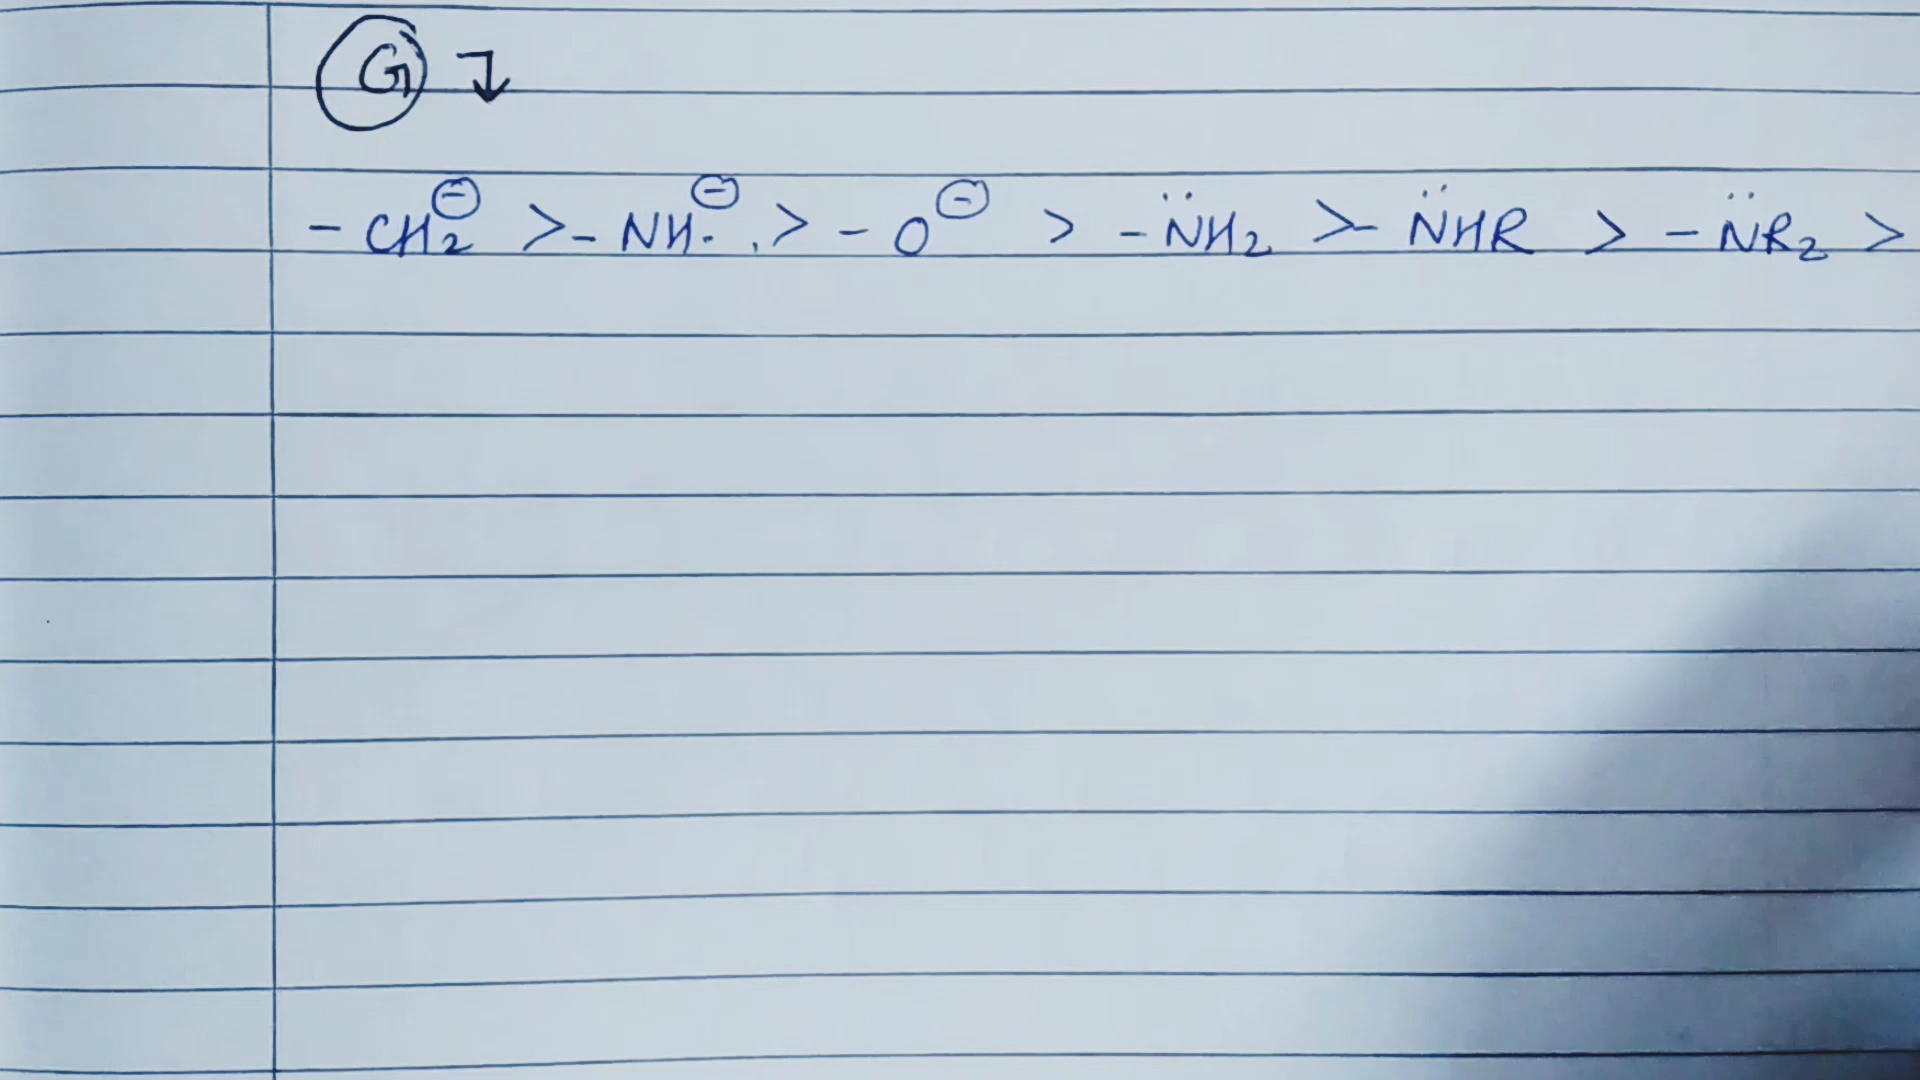 G ↴
- CH₂⊖ > - NH⊖ > - O⊖ > - N̈H₂ > - N̈HR > - N̈R₂ >